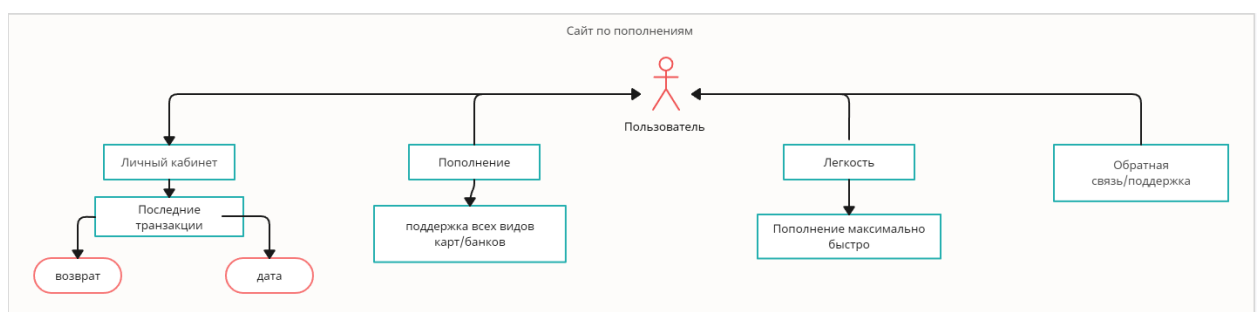 Сайт по пополнениям
Пользователь
Личный кабинет
Пополнение
Легкость
Обратная
связь/поддержка
Последние
транзакции
поддержка всех видов
карт/банков
Пополнение максимально
быстро
возврат
дата